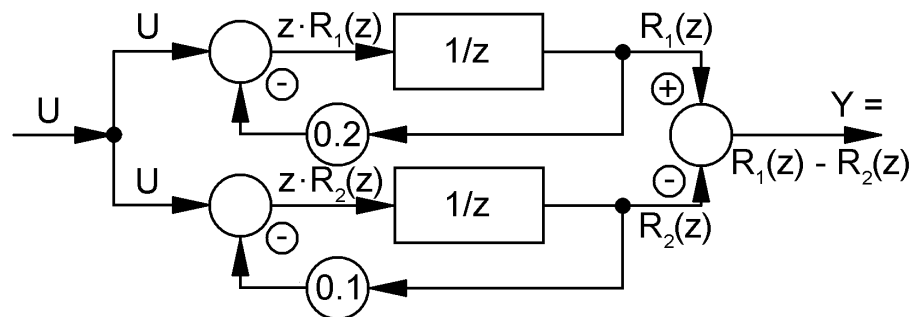 U
z·R₁(z)
1/z
R₁(z)
-
+
0.2
U
Y =
R₁(z) - R₂(z)
U
z·R₂(z)
1/z
-
-
R₂(z)
0.1